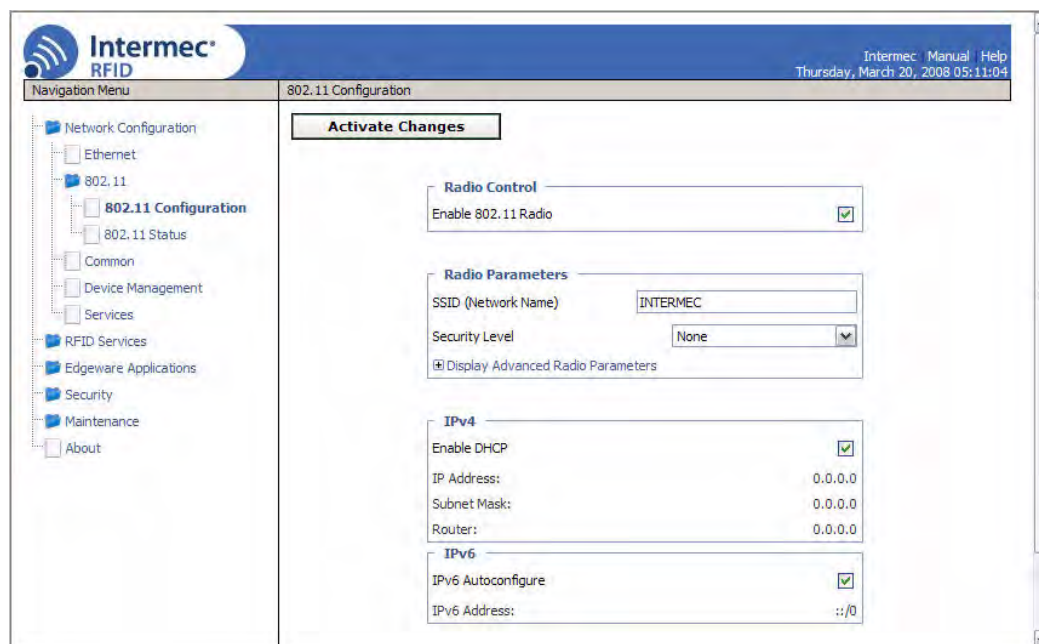 Intermec®
RFID
Intermec Manual Help
Thursday, March 20, 2008 05:11:04
Navigation Menu
802.11 Configuration
Network Configuration
Ethernet
802.11
802.11 Configuration
802.11 Status
Common
Device Management
Services
RFID Services
Edgeware Applications
Security
Maintenance
About
Activate Changes
Radio Control
Enable 802.11 Radio
Radio Parameters
SSID (Network Name) INTERMEC
Security Level None
Display Advanced Radio Parameters
IPv4
Enable DHCP
IP Address: 0.0.0.0
Subnet Mask: 0.0.0.0
Router: 0.0.0.0
IPv6
IPv6 Autoconfigure
IPv6 Address: ::/0